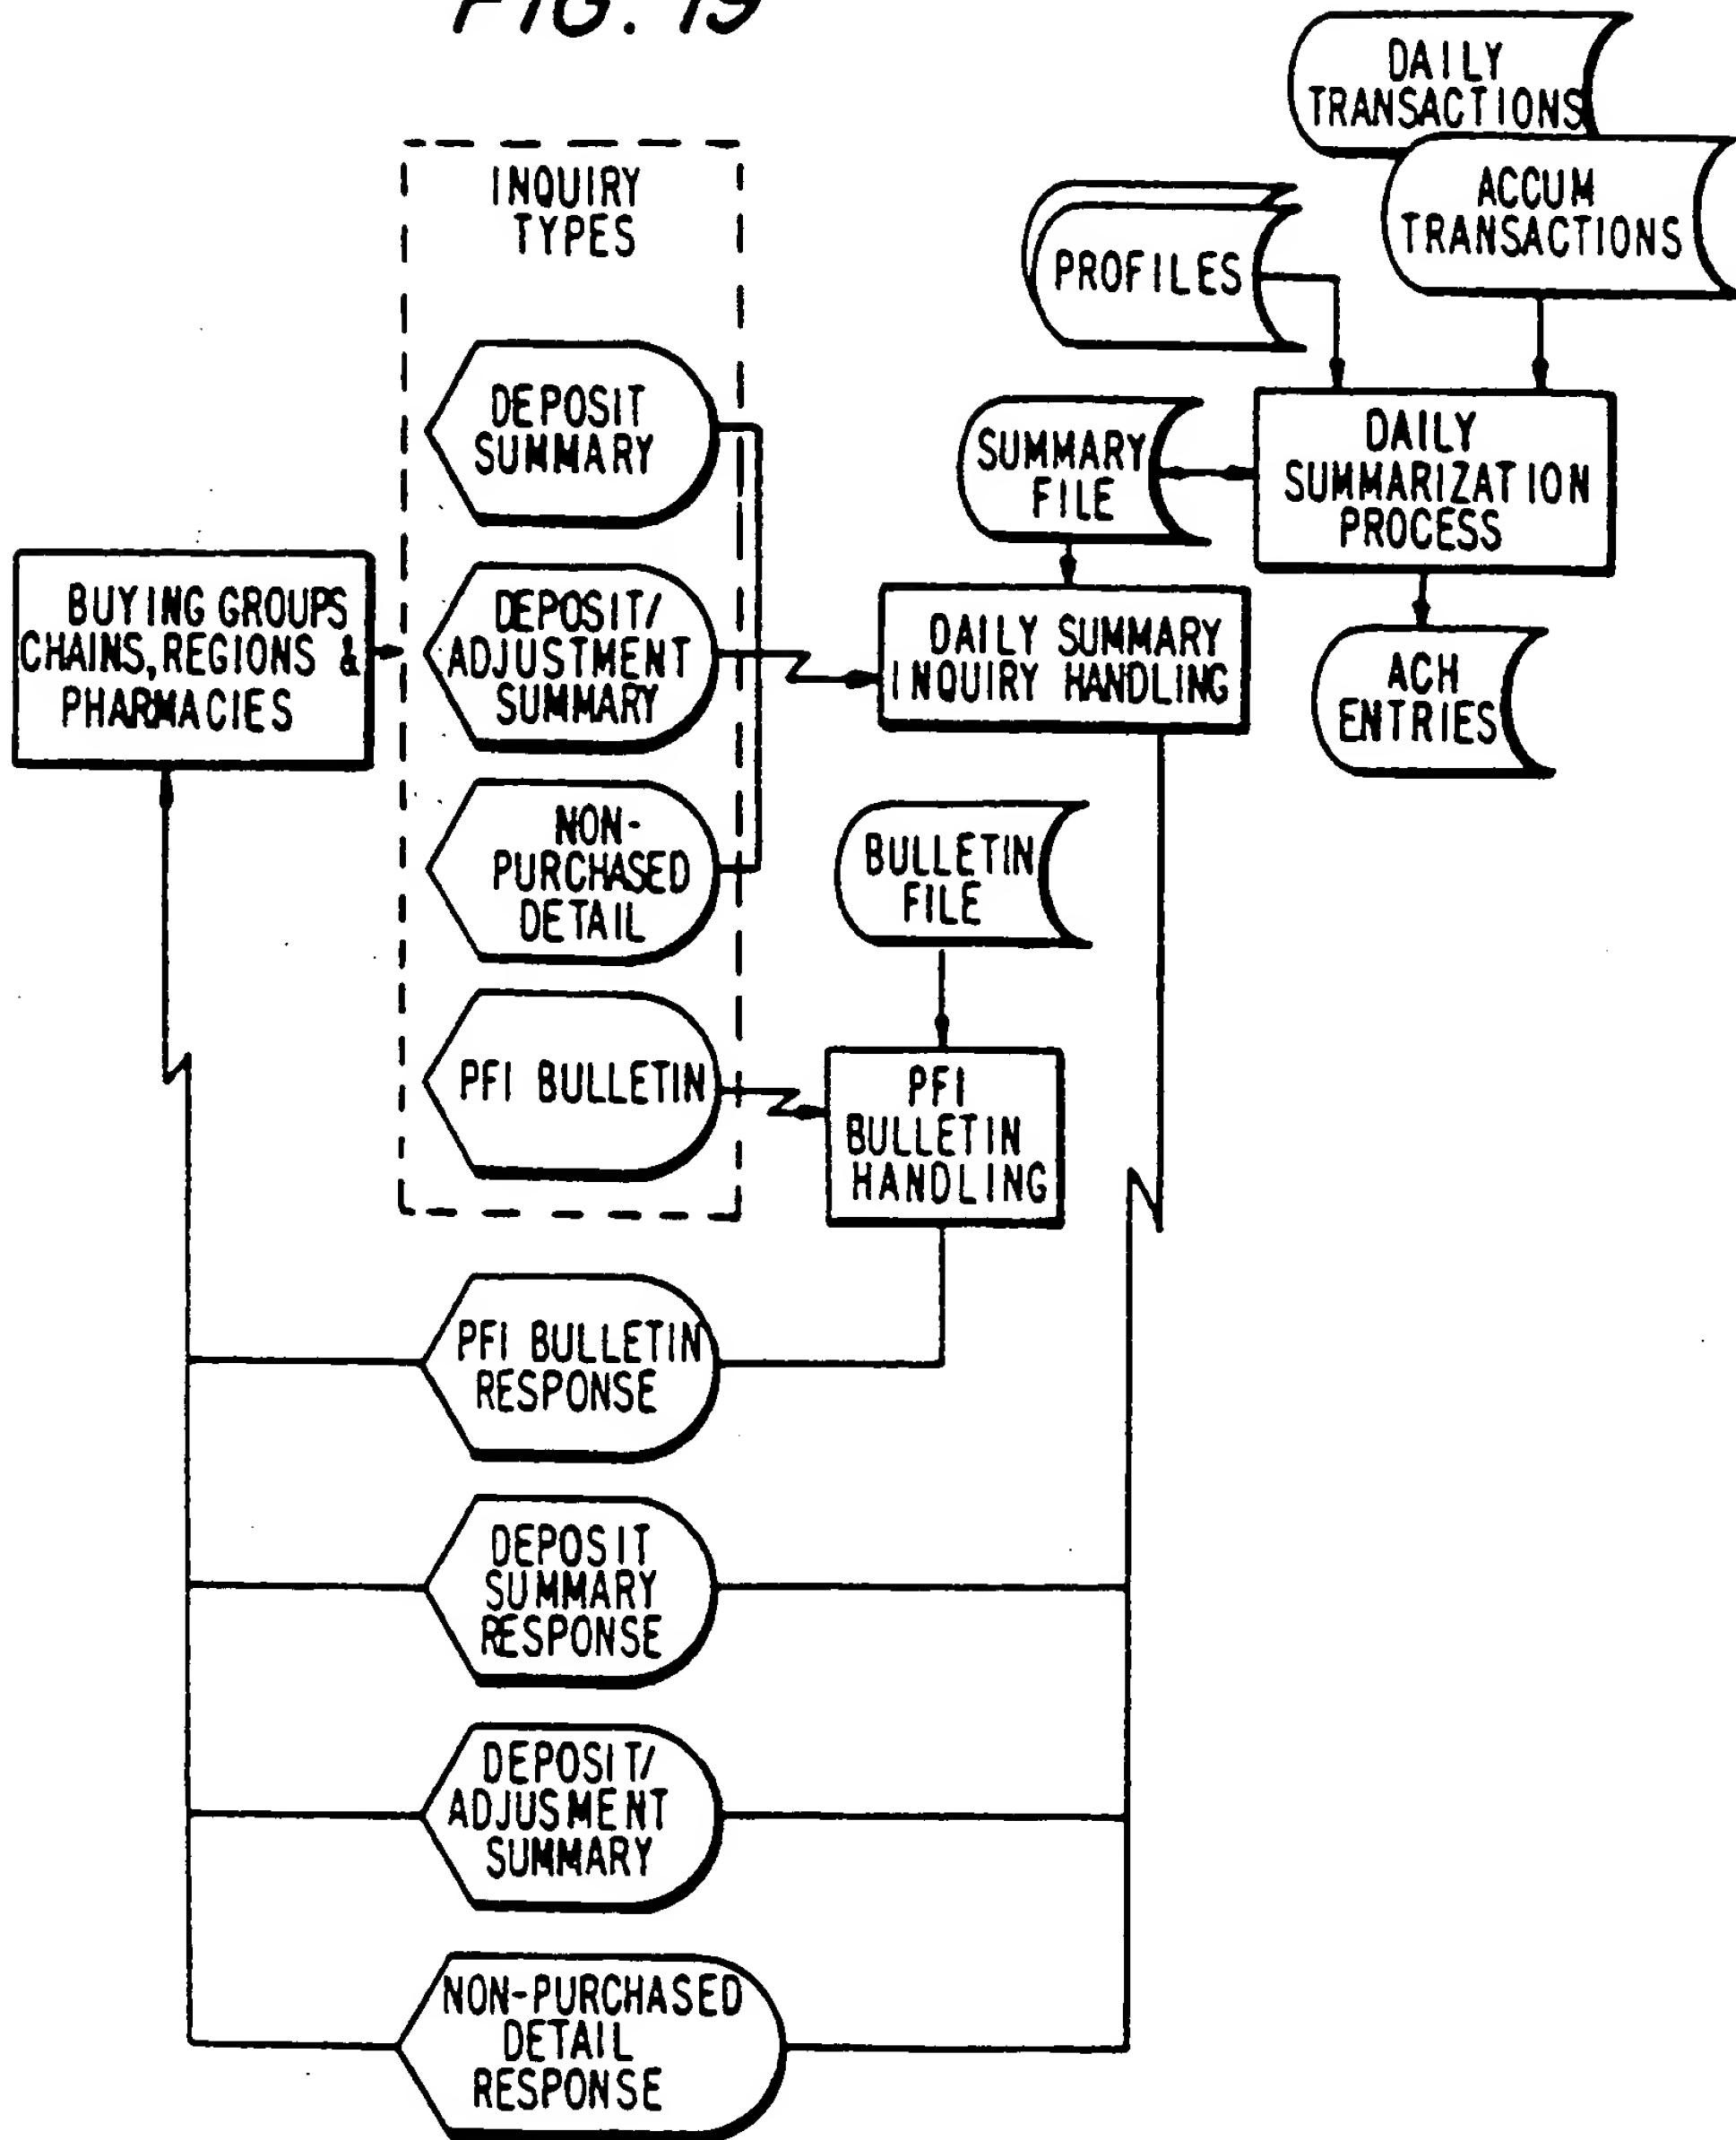 FIG. 19
DAILY
TRANSACTIONS
ACCUM
TRANSACTIONS
INQUIRY
TYPES
PROFILES
DEPOSIT
SUMMARY
SUMMARY
FILE
DAILY
SUMMARIZATION
PROCESS
BUYING GROUPS
CHAINS, REGIONS &
PHARMACIES
DEPOSIT/
ADJUSTMENT
SUMMARY
DAILY SUMMARY
INQUIRY HANDLING
ACH
ENTRIES
NON-
PURCHASED
DETAIL
BULLETIN
FILE
PFI BULLETIN
PFI
BULLETIN
HANDLING
PFI BULLETIN
RESPONSE
DEPOSIT
SUMMARY
RESPONSE
DEPOSIT/
ADJUSMENT
SUMMARY
NON-PURCHASED
DETAIL
RESPONSE